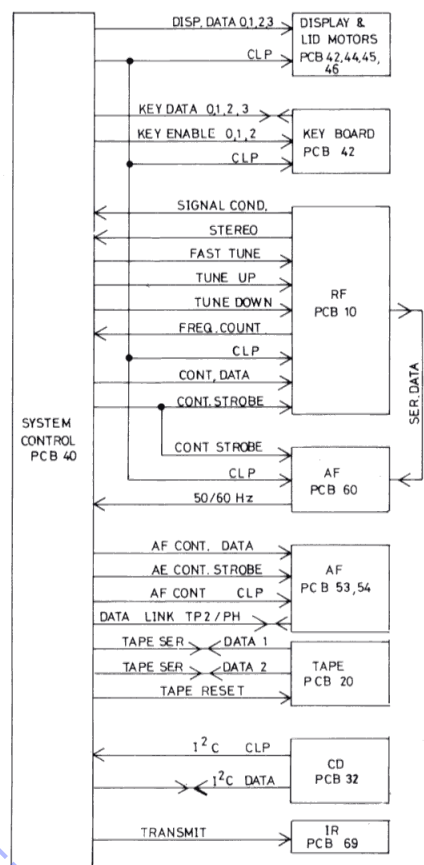 DISP. DATA 0,1,2,3
DISPLAY &
LID MOTORS
PCB 42,44,45,
46
CLP
KEY DATA 0,1,2,3
KEY ENABLE 0,1,2
KEY BOARD
PCB 42
CLP
SIGNAL COND.
STEREO
FAST TUNE
TUNE UP
TUNE DOWN
FREQ. COUNT
CLP
CONT. DATA
CONT. STROBE
RF
PCB 10
SER. DATA
SYSTEM
CONTROL
PCB 40
CONT STROBE
CLP
50/60 Hz
AF
PCB 60
AF CONT. DATA
AE CONT. STROBE
AF CONT CLP
DATA LINK TP2/PH
AF
PCB 53,54
TAPE SER DATA 1
TAPE SER DATA 2
TAPE RESET
TAPE
PCB 20
I²C CLP
I²C DATA
CD
PCB 32
TRANSMIT
IR
PCB 69